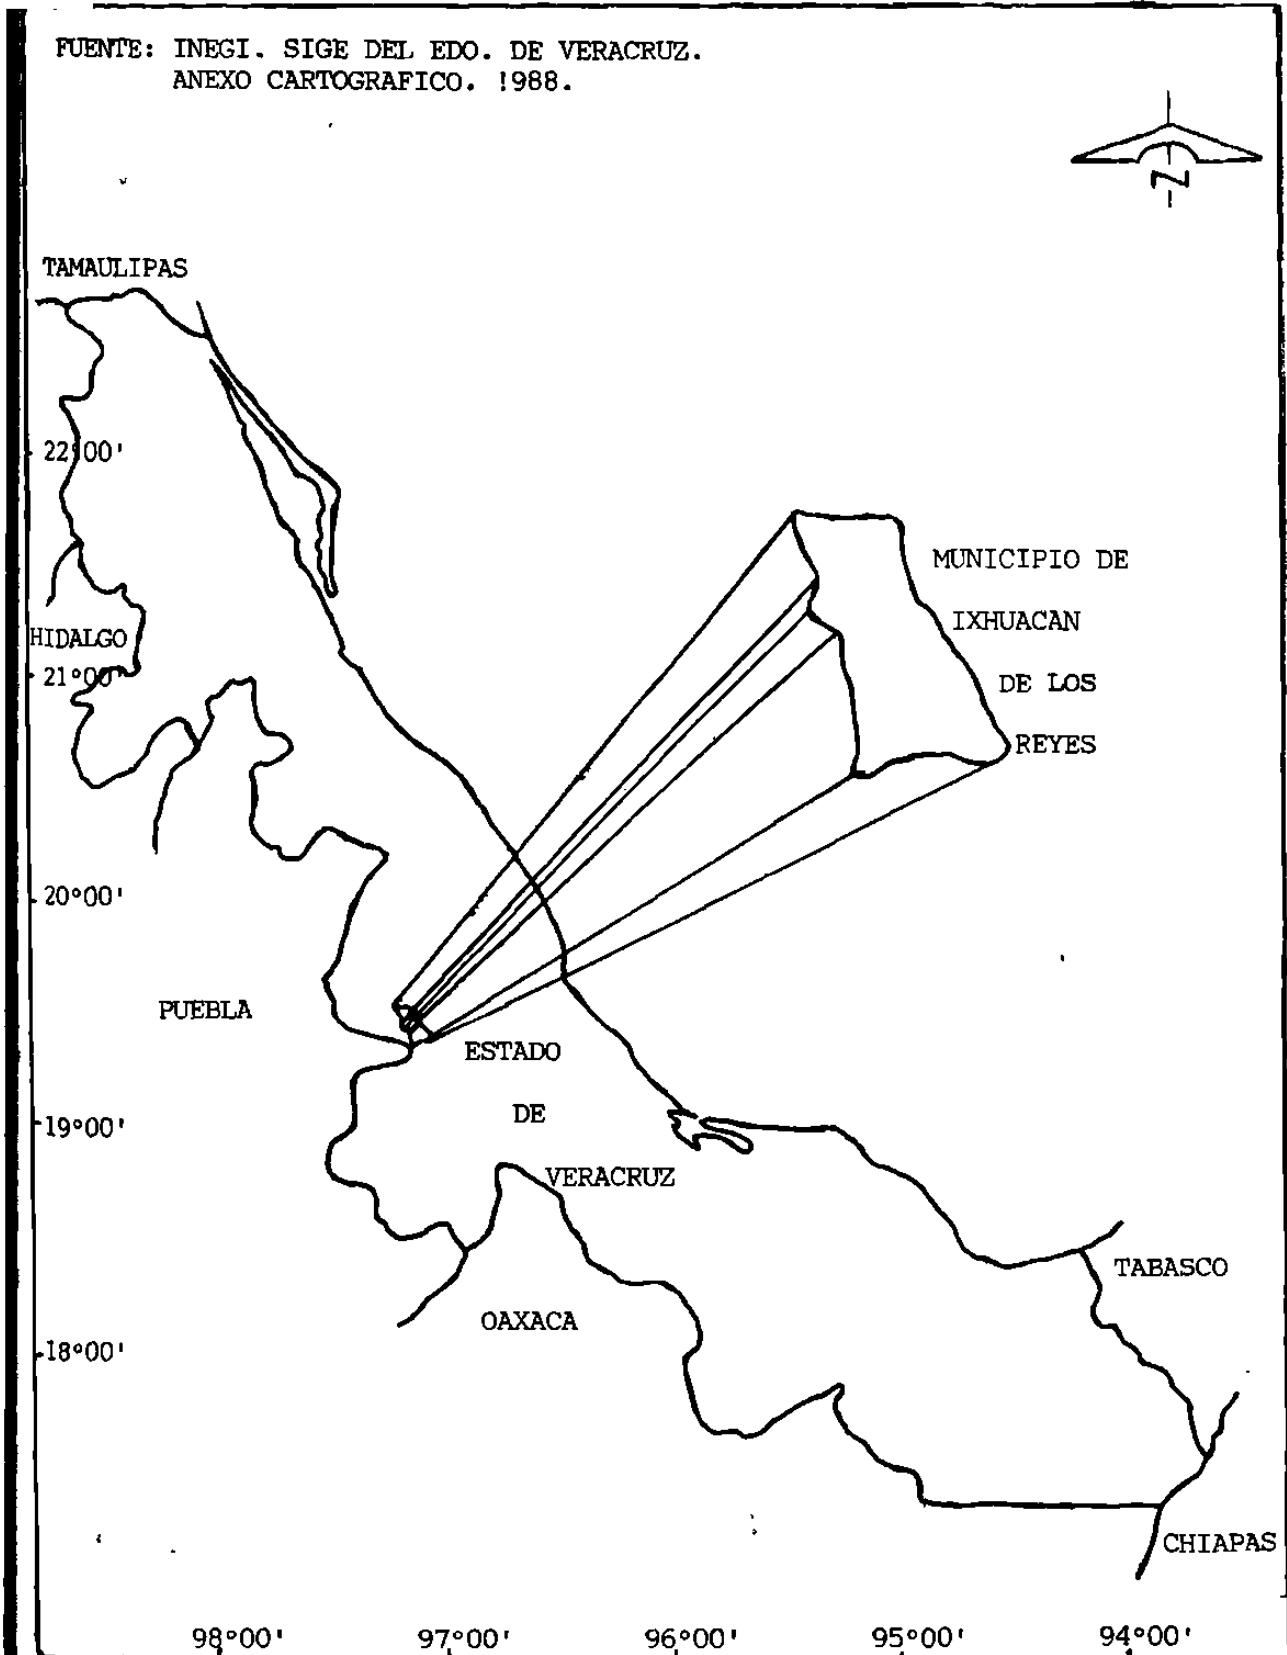 FUENTE: INEGI. SIGE DEL EDO. DE VERACRUZ.
ANEXO CARTOGRAFICO. !988.
N
TAMAULIPAS
22°00'
MUNICIPIO DE
IXHUACAN
HIDALGO
21°00'
DE LOS
REYES
20°00'
PUEBLA
ESTADO
DE
19°00'
VERACRUZ
TABASCO
OAXACA
18°00'
CHIAPAS
98°00' 97°00' 96°00' 95°00' 94°00'